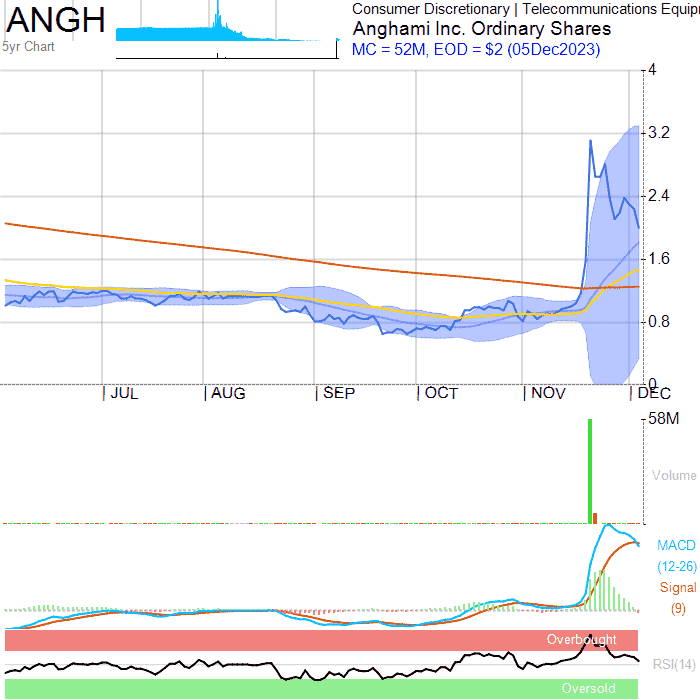 ANGH
5yr Chart
Consumer Discretionary | Telecommunications Equip
Anghami Inc. Ordinary Shares
MC = 52M, EOD = $2 (05Dec2023)
4
3.2
2.4
1.6
0.8
0
JUL
AUG
SEP
OCT
NOV
DEC
58M
Volume
MACD
(12-26)
Signal
(9)
Overbought
RSI(14)
Oversold